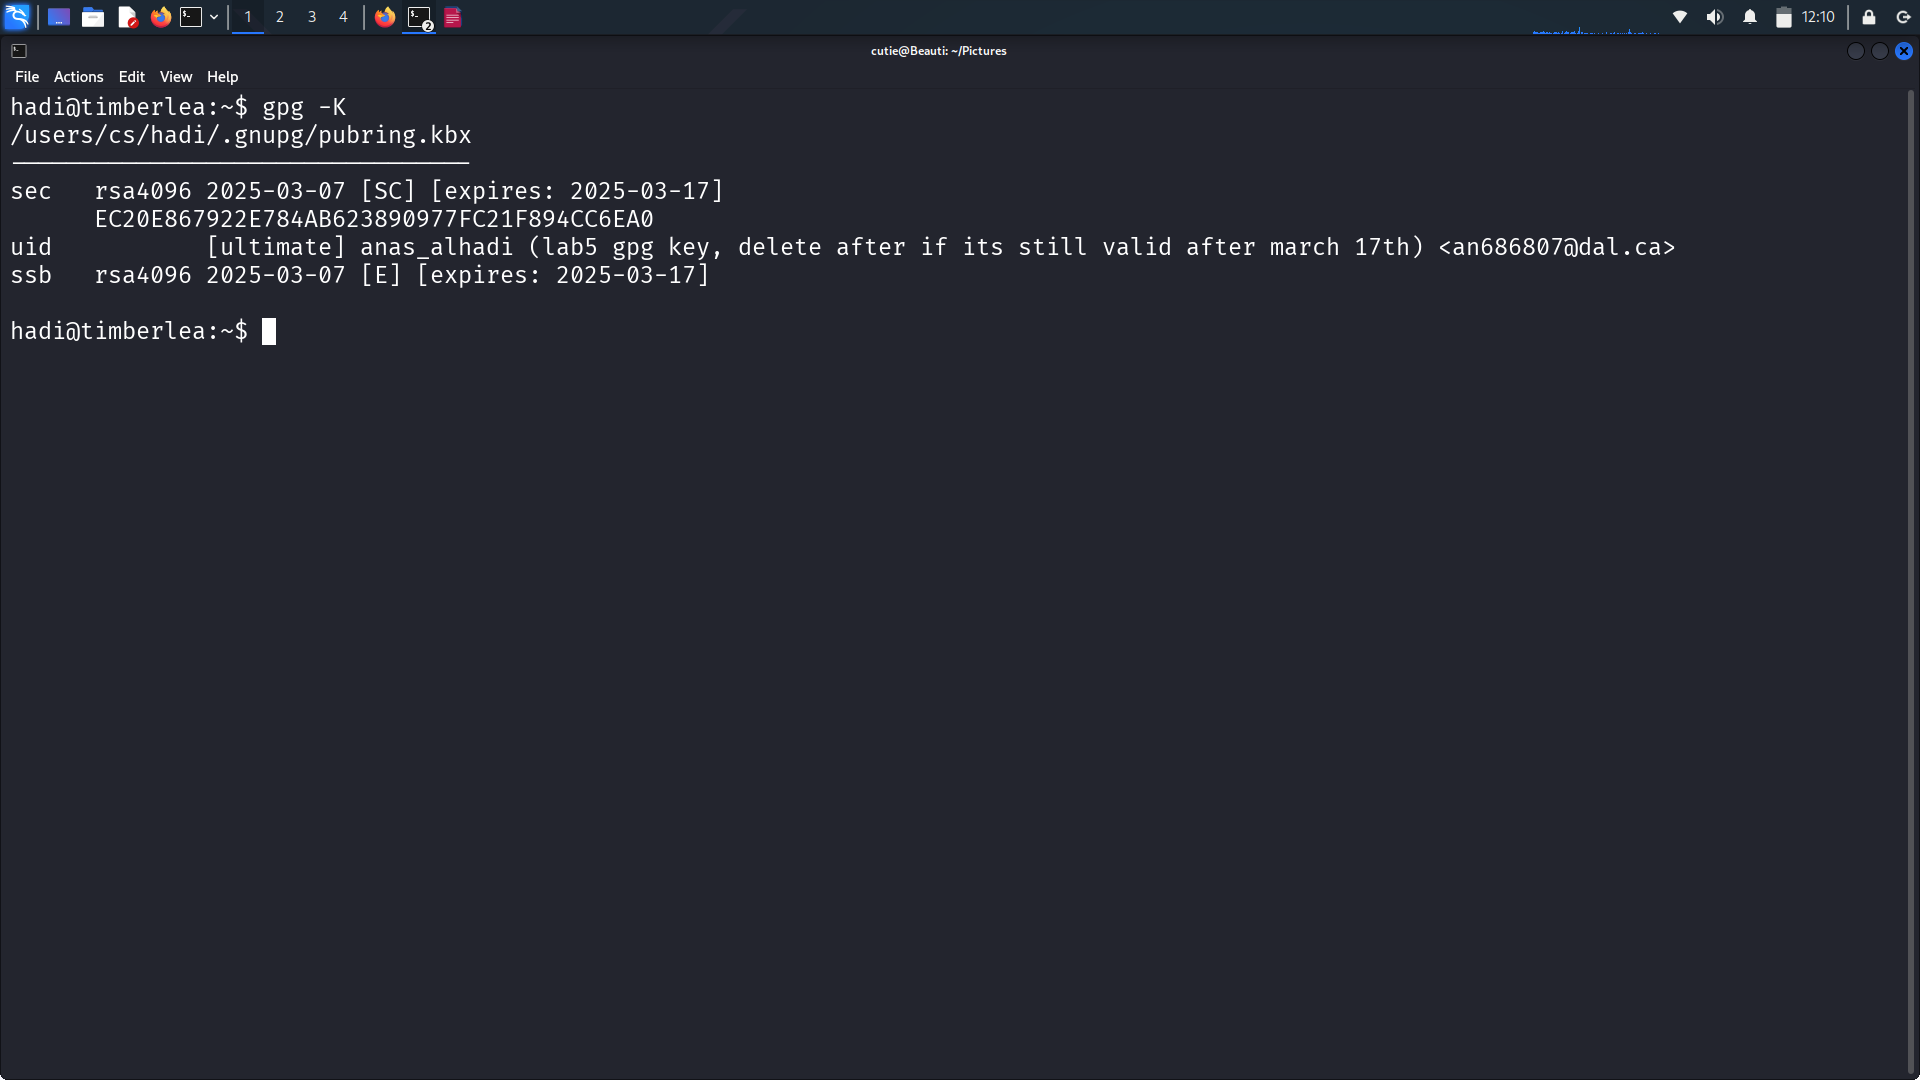 1 2 3 4 2 12:10
cutie@Beauti: ~/Pictures
File Actions Edit View Help
hadi@timberlea:~$ gpg -K
/users/cs/hadi/.gnupg/pubring.kbx
---------------------------------
sec   rsa4096 2025-03-07 [SC] [expires: 2025-03-17]
      EC20E867922E784AB623890977FC21F894CC6EA0
uid           [ultimate] anas_alhadi (lab5 gpg key, delete after if its still valid after march 17th) <an686807@dal.ca>
ssb   rsa4096 2025-03-07 [E] [expires: 2025-03-17]
hadi@timberlea:~$